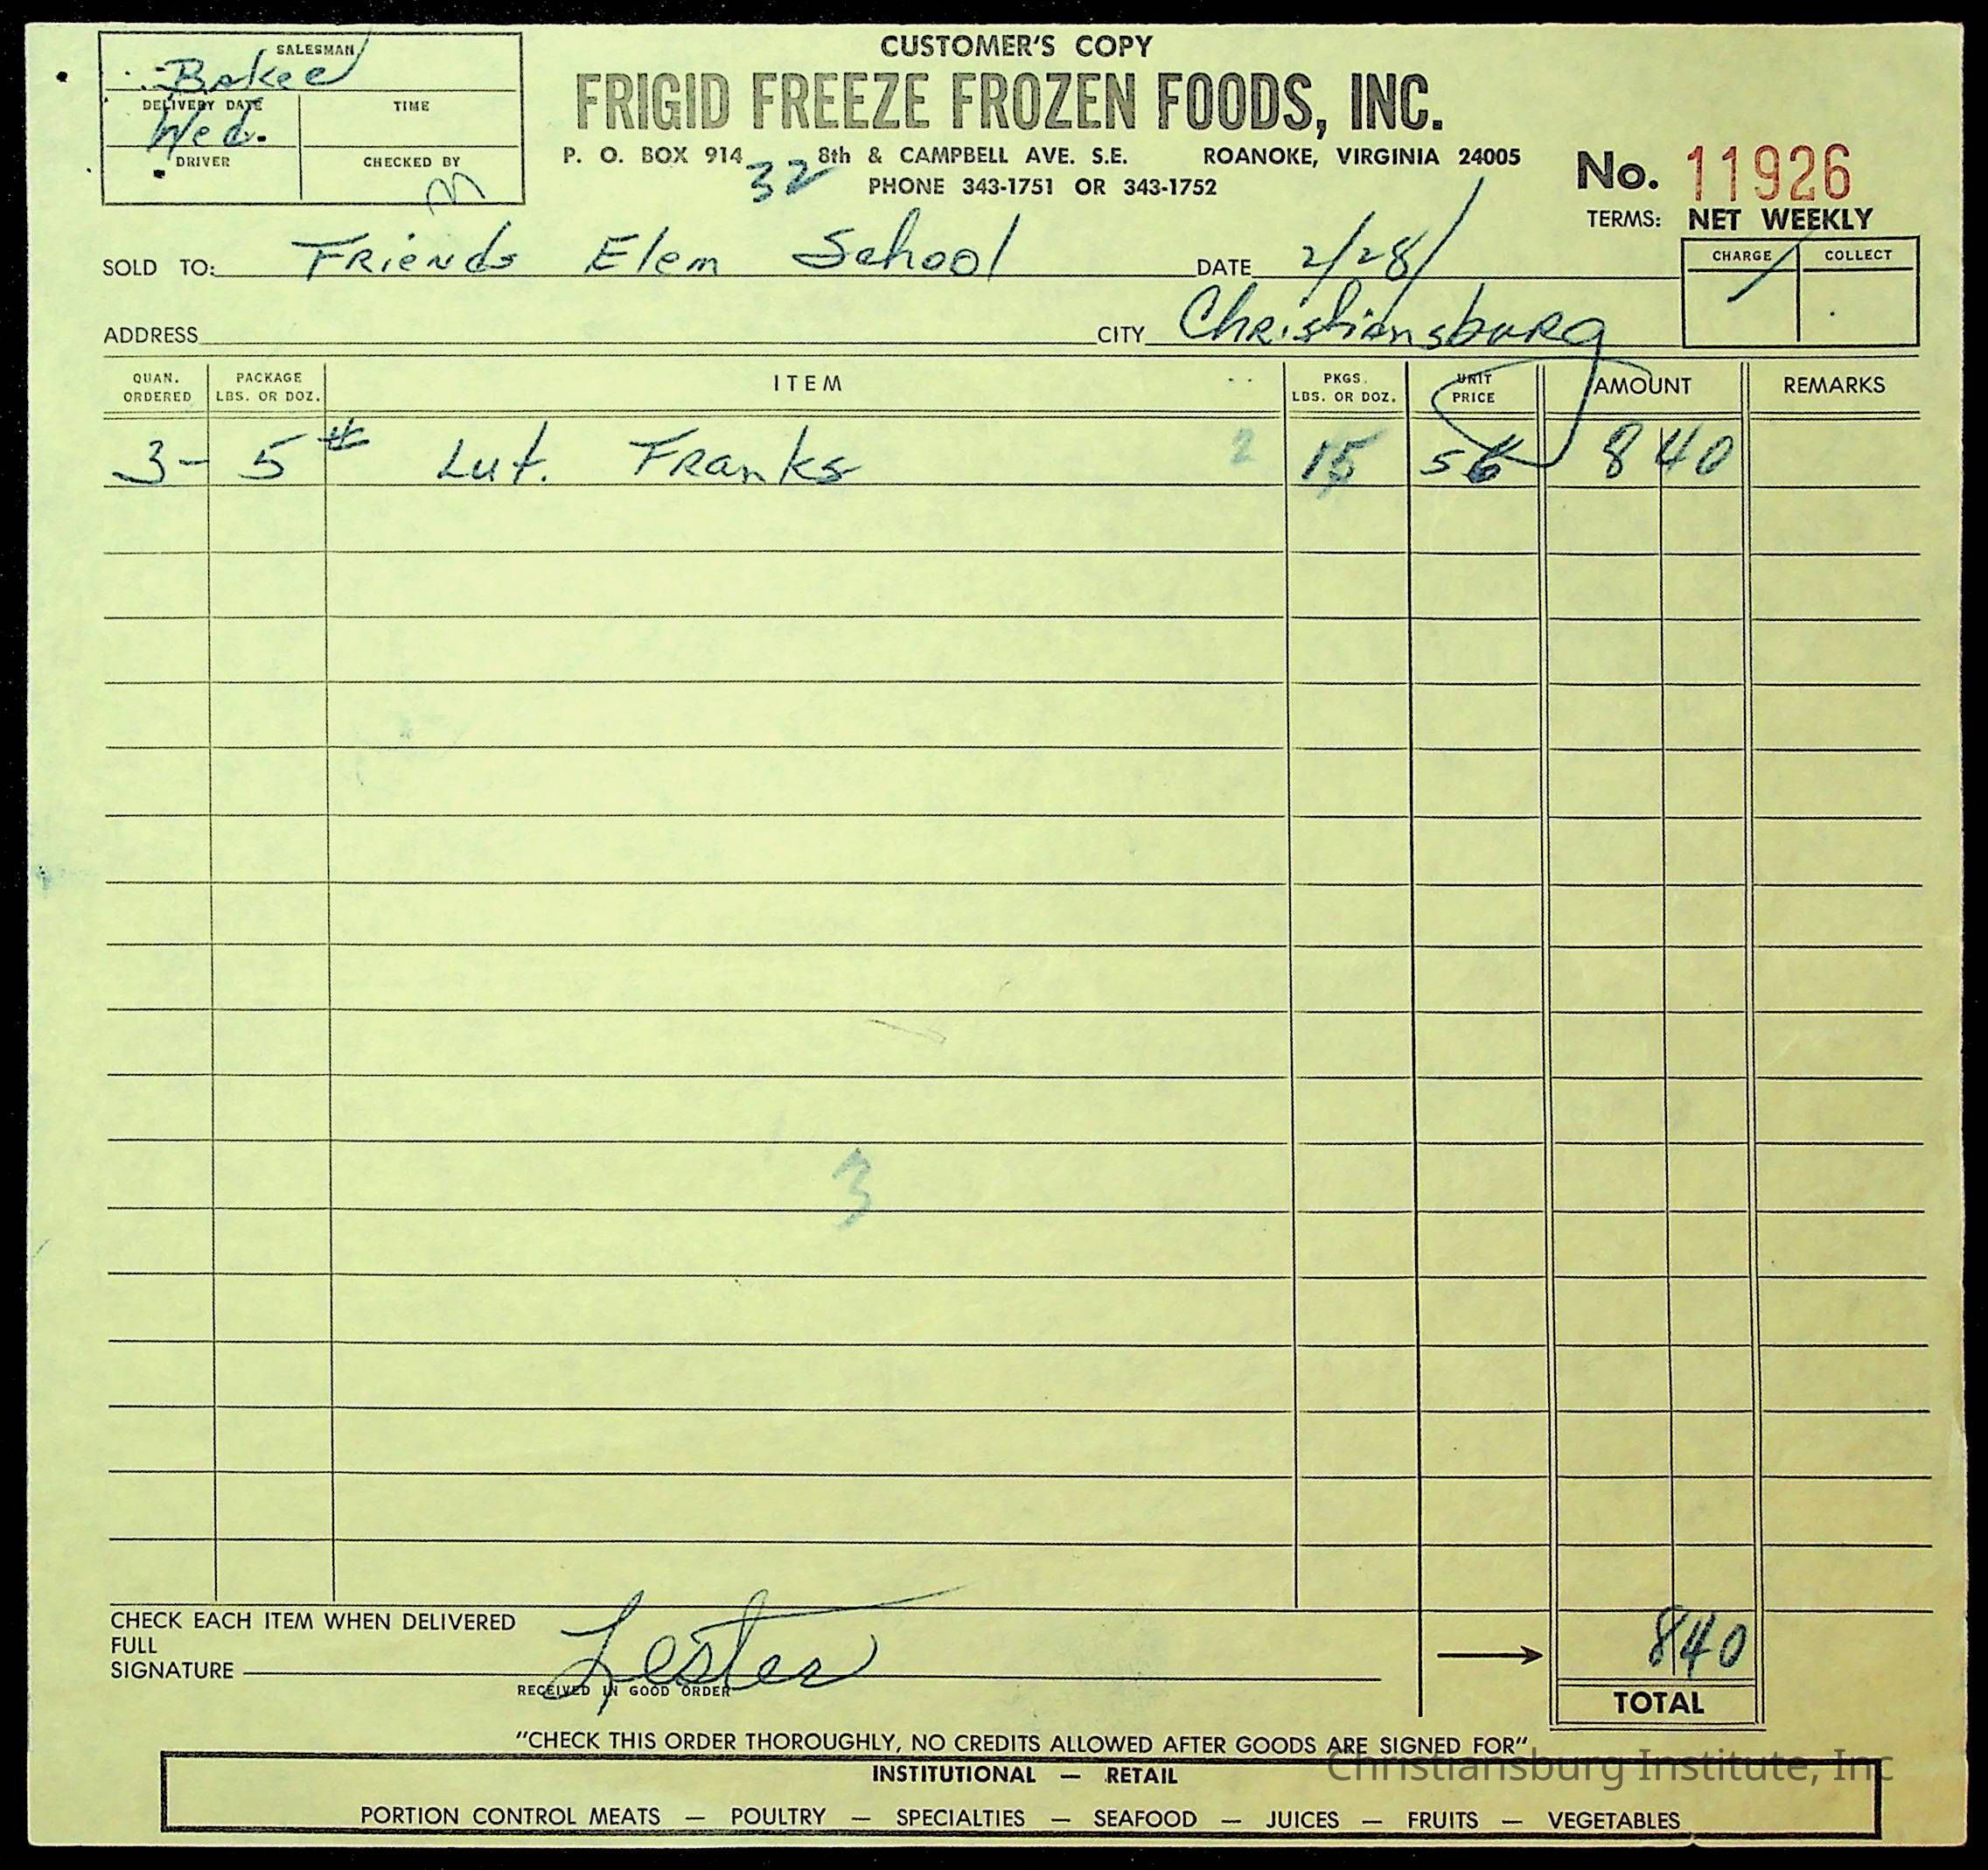 CUSTOMER'S COPY
FRIGID FREEZE FROZEN FOODS, INC.
P. O. BOX 914 8th & CAMPBELL AVE. S.E. ROANOKE, VIRGINIA 24005
32
PHONE 343-1751 OR 343-1752
SALESMAN
Baker
DELIVERY DATE TIME
Wed.
DRIVER CHECKED BY
No. 11926
TERMS: NET WEEKLY
CHARGE COLLECT
SOLD TO: Friends Elem School DATE 2/28/
ADDRESS CITY Christiansburg
QUAN. ORDERED PACKAGE LBS. OR DOZ. ITEM PKGS. LBS. OR DOZ. UNIT PRICE AMOUNT REMARKS
3- 5# Lut. Franks 2 15 56 8 40
3
CHECK EACH ITEM WHEN DELIVERED
FULL
SIGNATURE Lester
RECEIVED IN GOOD ORDER
8 40
TOTAL
"CHECK THIS ORDER THOROUGHLY, NO CREDITS ALLOWED AFTER GOODS ARE SIGNED FOR"
Christiansburg Institute, Inc
INSTITUTIONAL — RETAIL
PORTION CONTROL MEATS — POULTRY — SPECIALTIES — SEAFOOD — JUICES — FRUITS — VEGETABLES